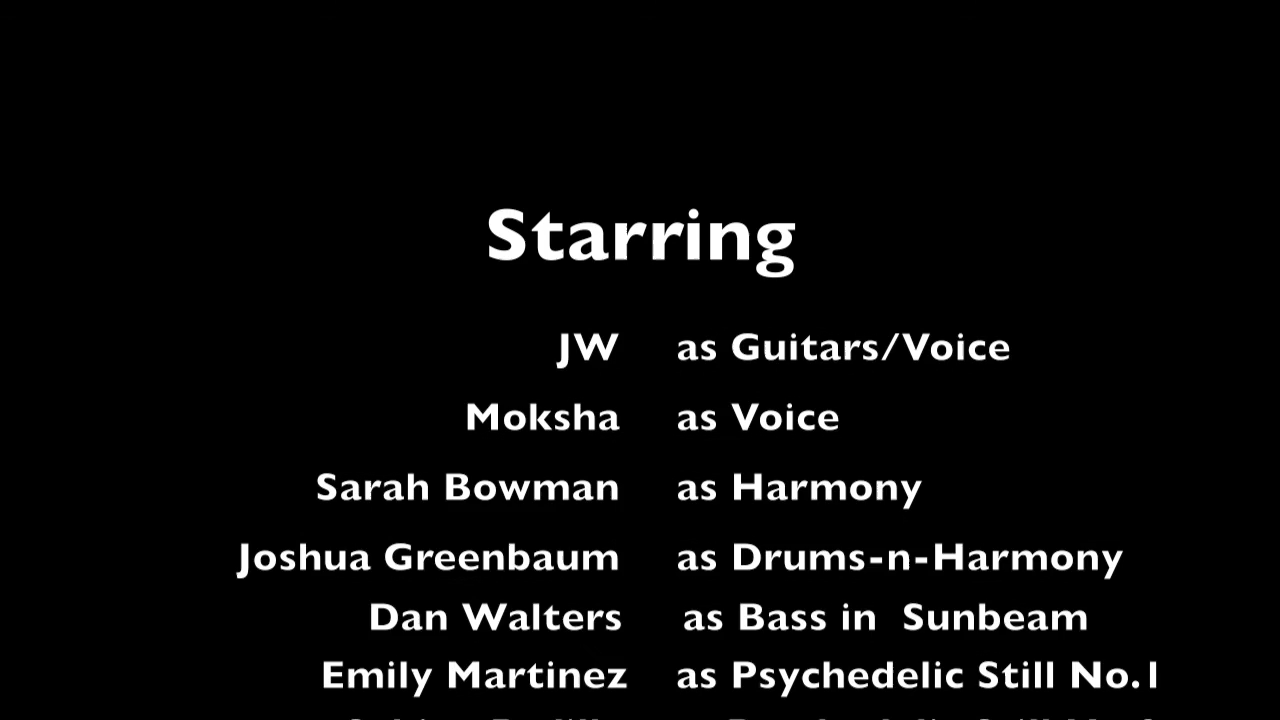 Starring
JW as Guitars/Voice
Moksha as Voice
Sarah Bowman as Harmony
Joshua Greenbaum as Drums-n-Harmony
Dan Walters as Bass in Sunbeam
Emily Martinez as Psychedelic Still No.1